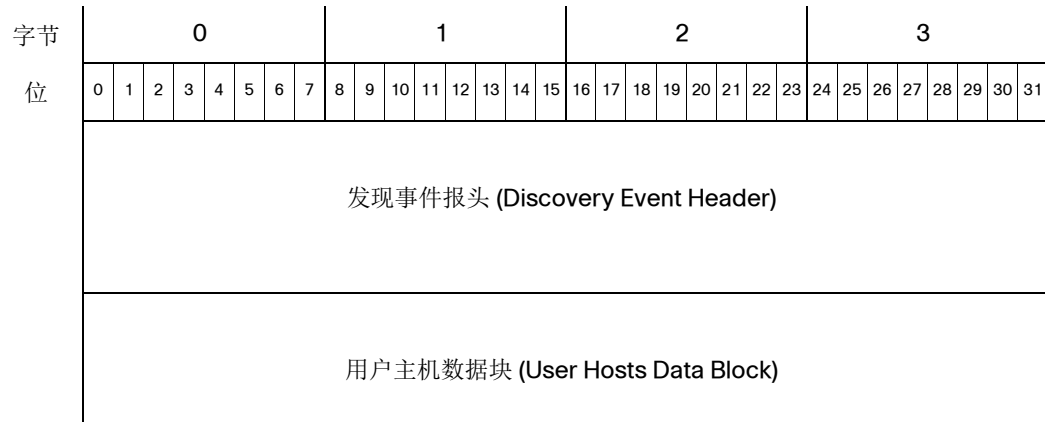 字节 0 1 2 3
位 0 1 2 3 4 5 6 7 8 9 10 11 12 13 14 15 16 17 18 19 20 21 22 23 24 25 26 27 28 29 30 31
发现事件报头 (Discovery Event Header)
用户主机数据块 (User Hosts Data Block)